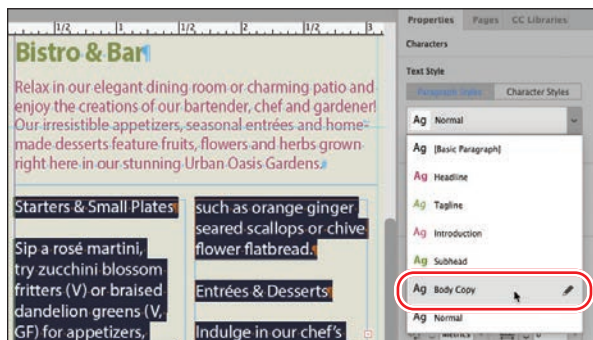 Properties Pages CC Libraries
1/2 1 1/2 2 1/2 3
Characters
Bistro & Bar¶
Text Style
Paragraph Styles Character Styles
Relax in our elegant dining room or charming patio and
enjoy the creations of our bartender, chef and gardener!
Our irresistible appetizers, seasonal entrées and home-
made desserts feature fruits, flowers and herbs grown
right here in our stunning Urban Oasis Gardens.
Starters & Small Plates¶
Sip a rosé martini,
try zucchini blossom
fritters (V) or braised
dandelion greens (V,
GF) for appetizers,
such as orange ginger
seared scallops or chive
flower flatbread.¶
Entrées & Desserts¶
Indulge in our chef's
Ag Normal
Ag [Basic Paragraph]
Ag Headline
Ag Tagline
Ag Introduction
Ag Subhead
Ag Body Copy
Ag Normal
Metrics 0